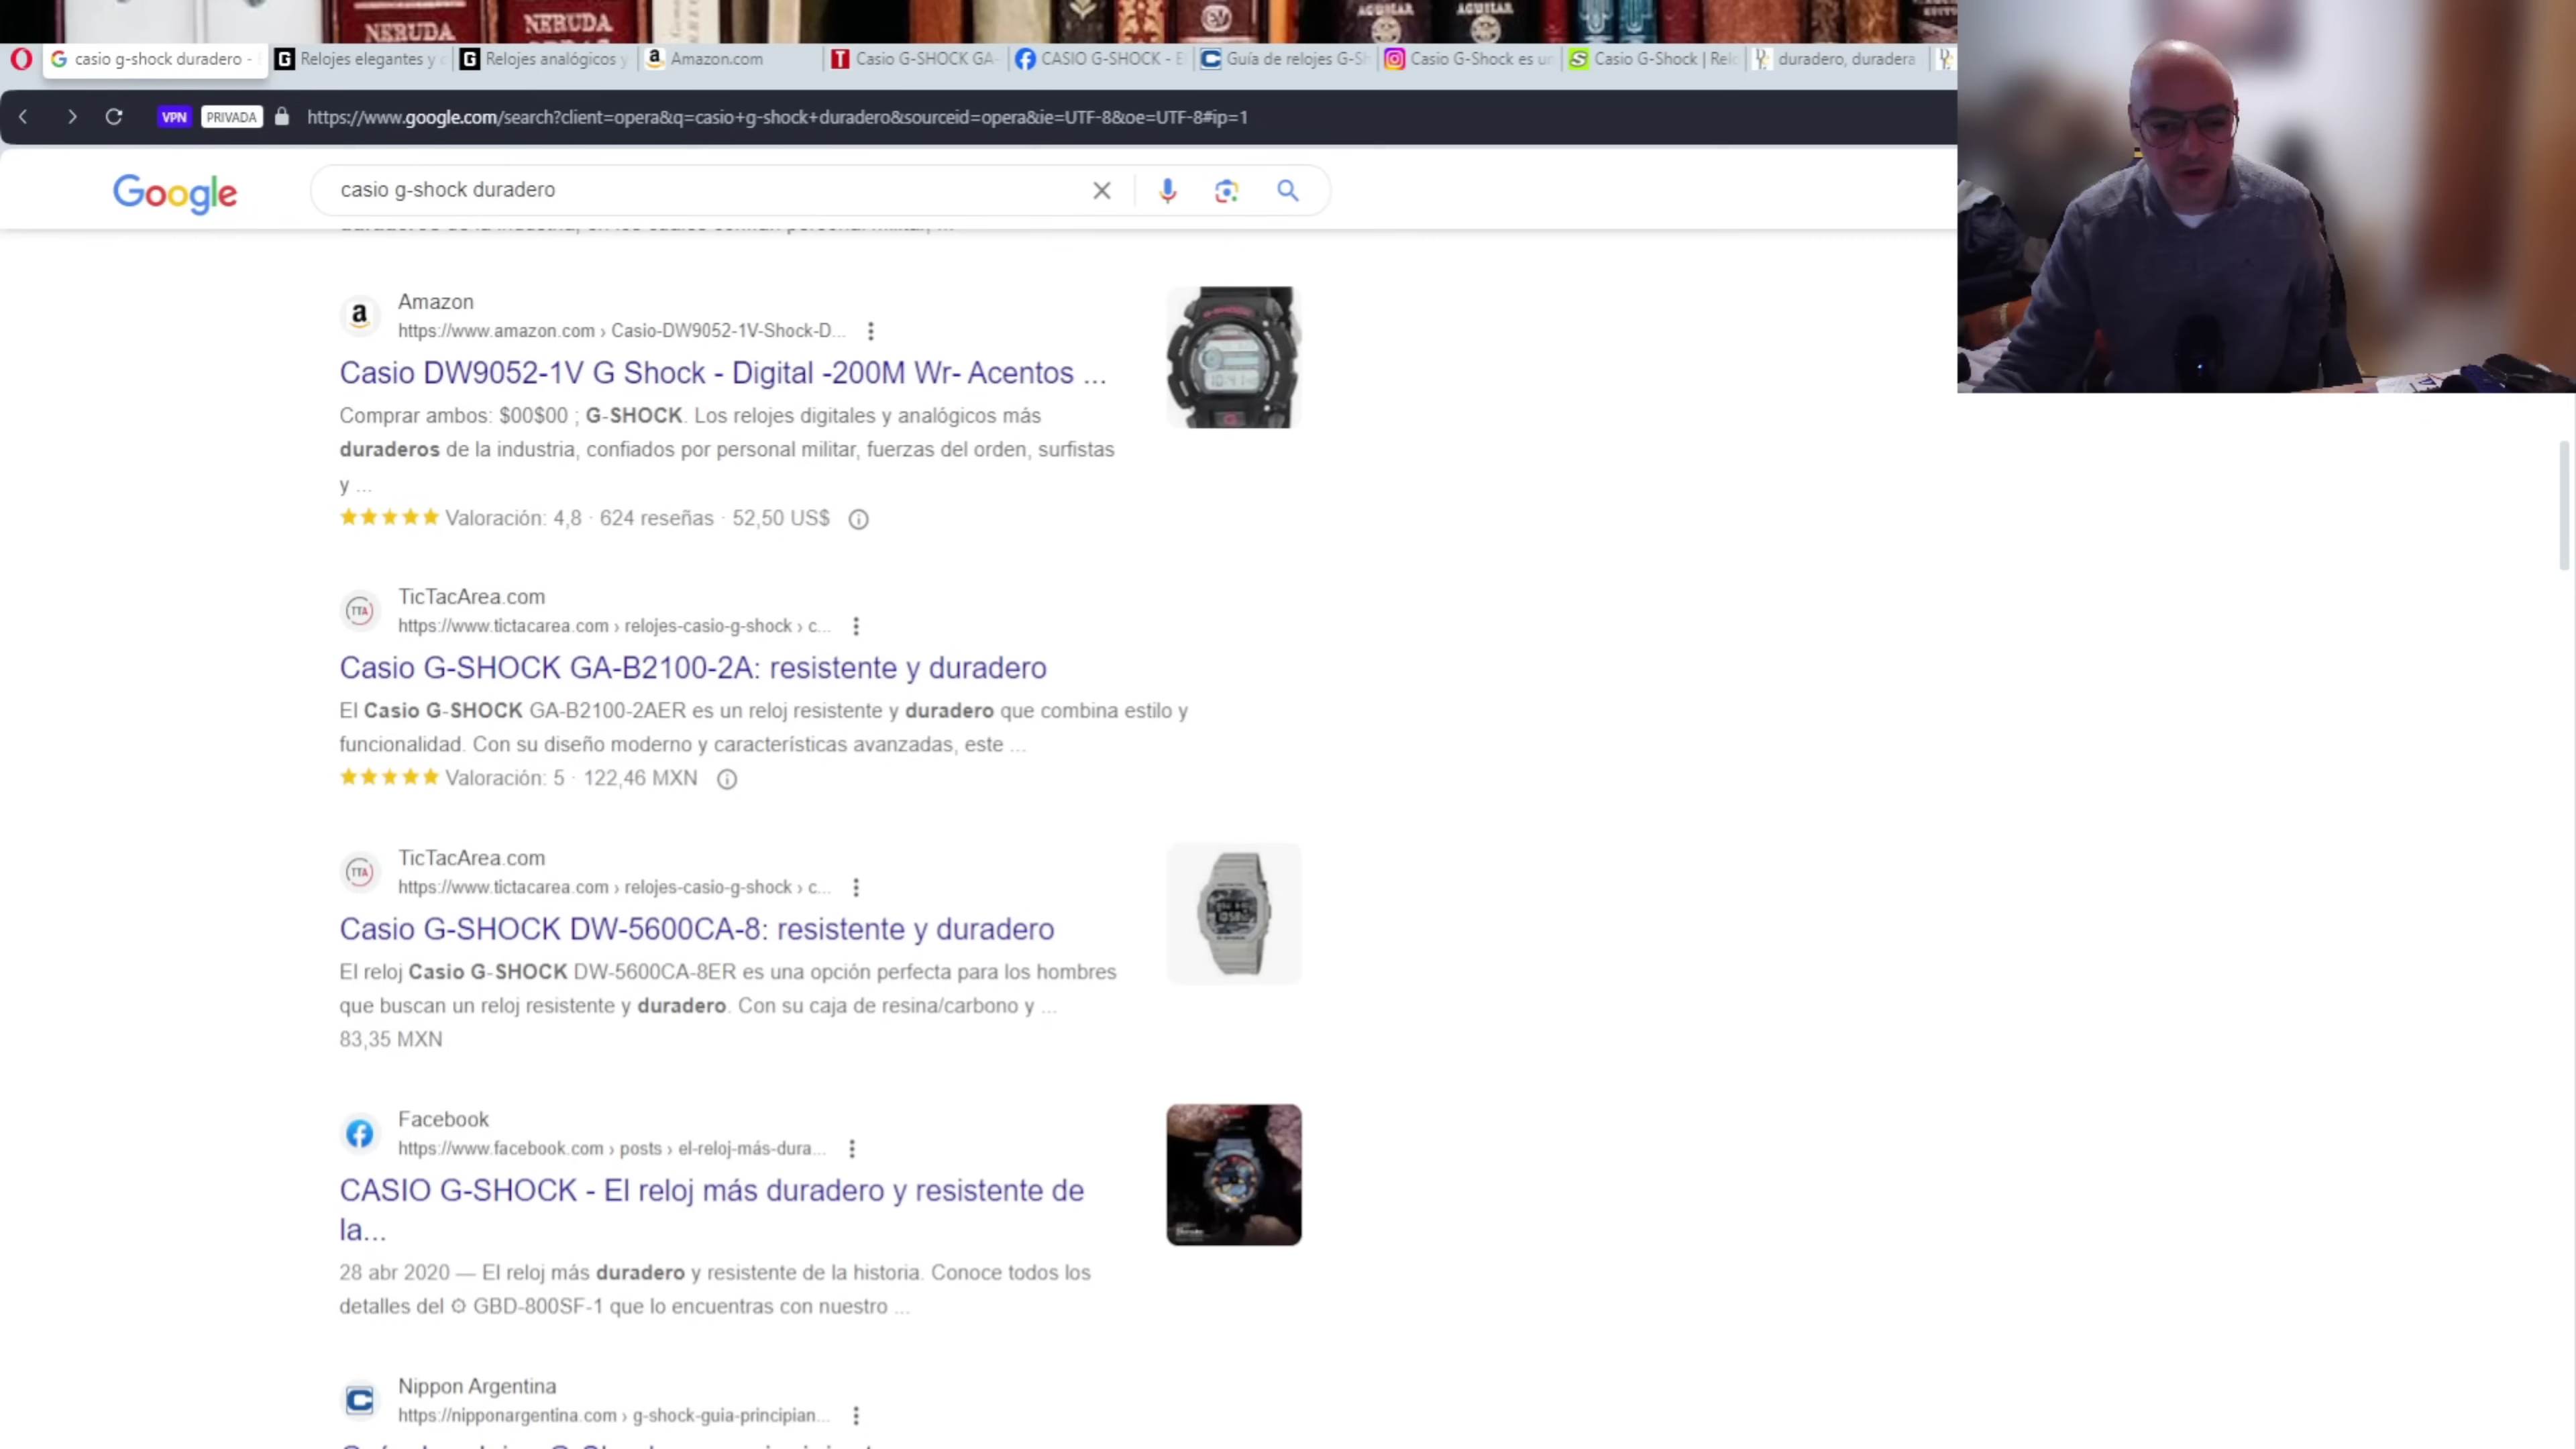 NERUDA
NERUDA
EV
AGUILAR
AGUILAR
casio g-shock duradero -
Relojes elegantes y
Relojes analógicos y
Amazon.com
Casio G-SHOCK GA-
CASIO G-SHOCK - E
Guía de relojes G-S
Casio G-Shock es u
Casio G-Shock | Rel
duradero, duradera
VPN
PRIVADA
https://www.google.com/search?client=opera&q=casio+g-shock+duradero&sourceid=opera&ie=UTF-8&oe=UTF-8#ip=1
Google
casio g-shock duradero
Amazon
https://www.amazon.com › Casio-DW9052-1V-Shock-D...
Casio DW9052-1V G Shock - Digital -200M Wr- Acentos ...
Comprar ambos: $00$00 ; G-SHOCK. Los relojes digitales y analógicos más
duraderos de la industria, confiados por personal militar, fuerzas del orden, surfistas
y ...
Valoración: 4,8 · 624 reseñas · 52,50 US$
TicTacArea.com
https://www.tictacarea.com › relojes-casio-g-shock › c...
Casio G-SHOCK GA-B2100-2A: resistente y duradero
El Casio G-SHOCK GA-B2100-2AER es un reloj resistente y duradero que combina estilo y
funcionalidad. Con su diseño moderno y características avanzadas, este ...
Valoración: 5 · 122,46 MXN
TicTacArea.com
https://www.tictacarea.com › relojes-casio-g-shock › c...
Casio G-SHOCK DW-5600CA-8: resistente y duradero
El reloj Casio G-SHOCK DW-5600CA-8ER es una opción perfecta para los hombres
que buscan un reloj resistente y duradero. Con su caja de resina/carbono y ...
83,35 MXN
Facebook
https://www.facebook.com › posts › el-reloj-más-dura...
CASIO G-SHOCK - El reloj más duradero y resistente de
la...
28 abr 2020 — El reloj más duradero y resistente de la historia. Conoce todos los
detalles del ⚙ GBD-800SF-1 que lo encuentras con nuestro ...
Nippon Argentina
https://nipponargentina.com › g-shock-guia-principian...